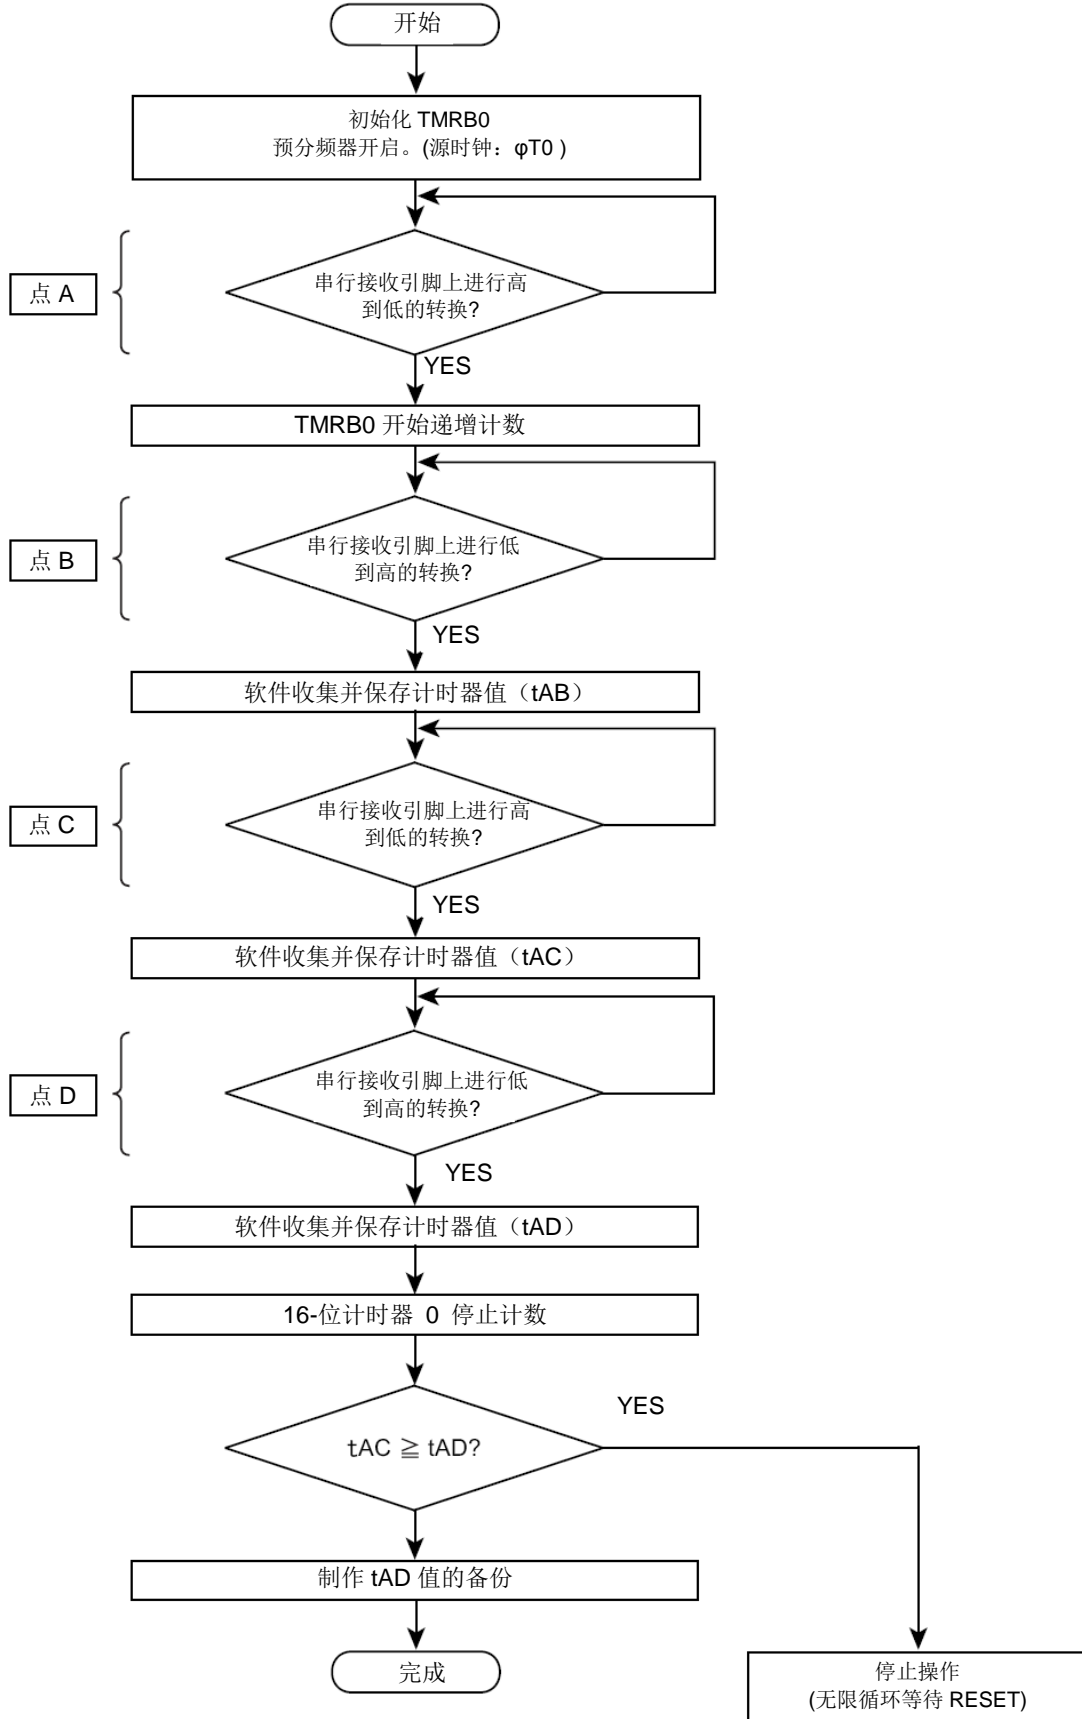 开始
初始化 TMRB0
预分频器开启。(源时钟：φT0 )
点 A
串行接收引脚上进行高
到低的转换?
YES
TMRB0 开始递增计数
点 B
串行接收引脚上进行低
到高的转换?
YES
软件收集并保存计时器值（tAB）
点 C
串行接收引脚上进行高
到低的转换?
YES
软件收集并保存计时器值（tAC）
点 D
串行接收引脚上进行低
到高的转换?
YES
软件收集并保存计时器值（tAD）
16-位计时器 0 停止计数
YES
tAC ≧ tAD?
制作 tAD 值的备份
完成
停止操作
(无限循环等待 RESET)